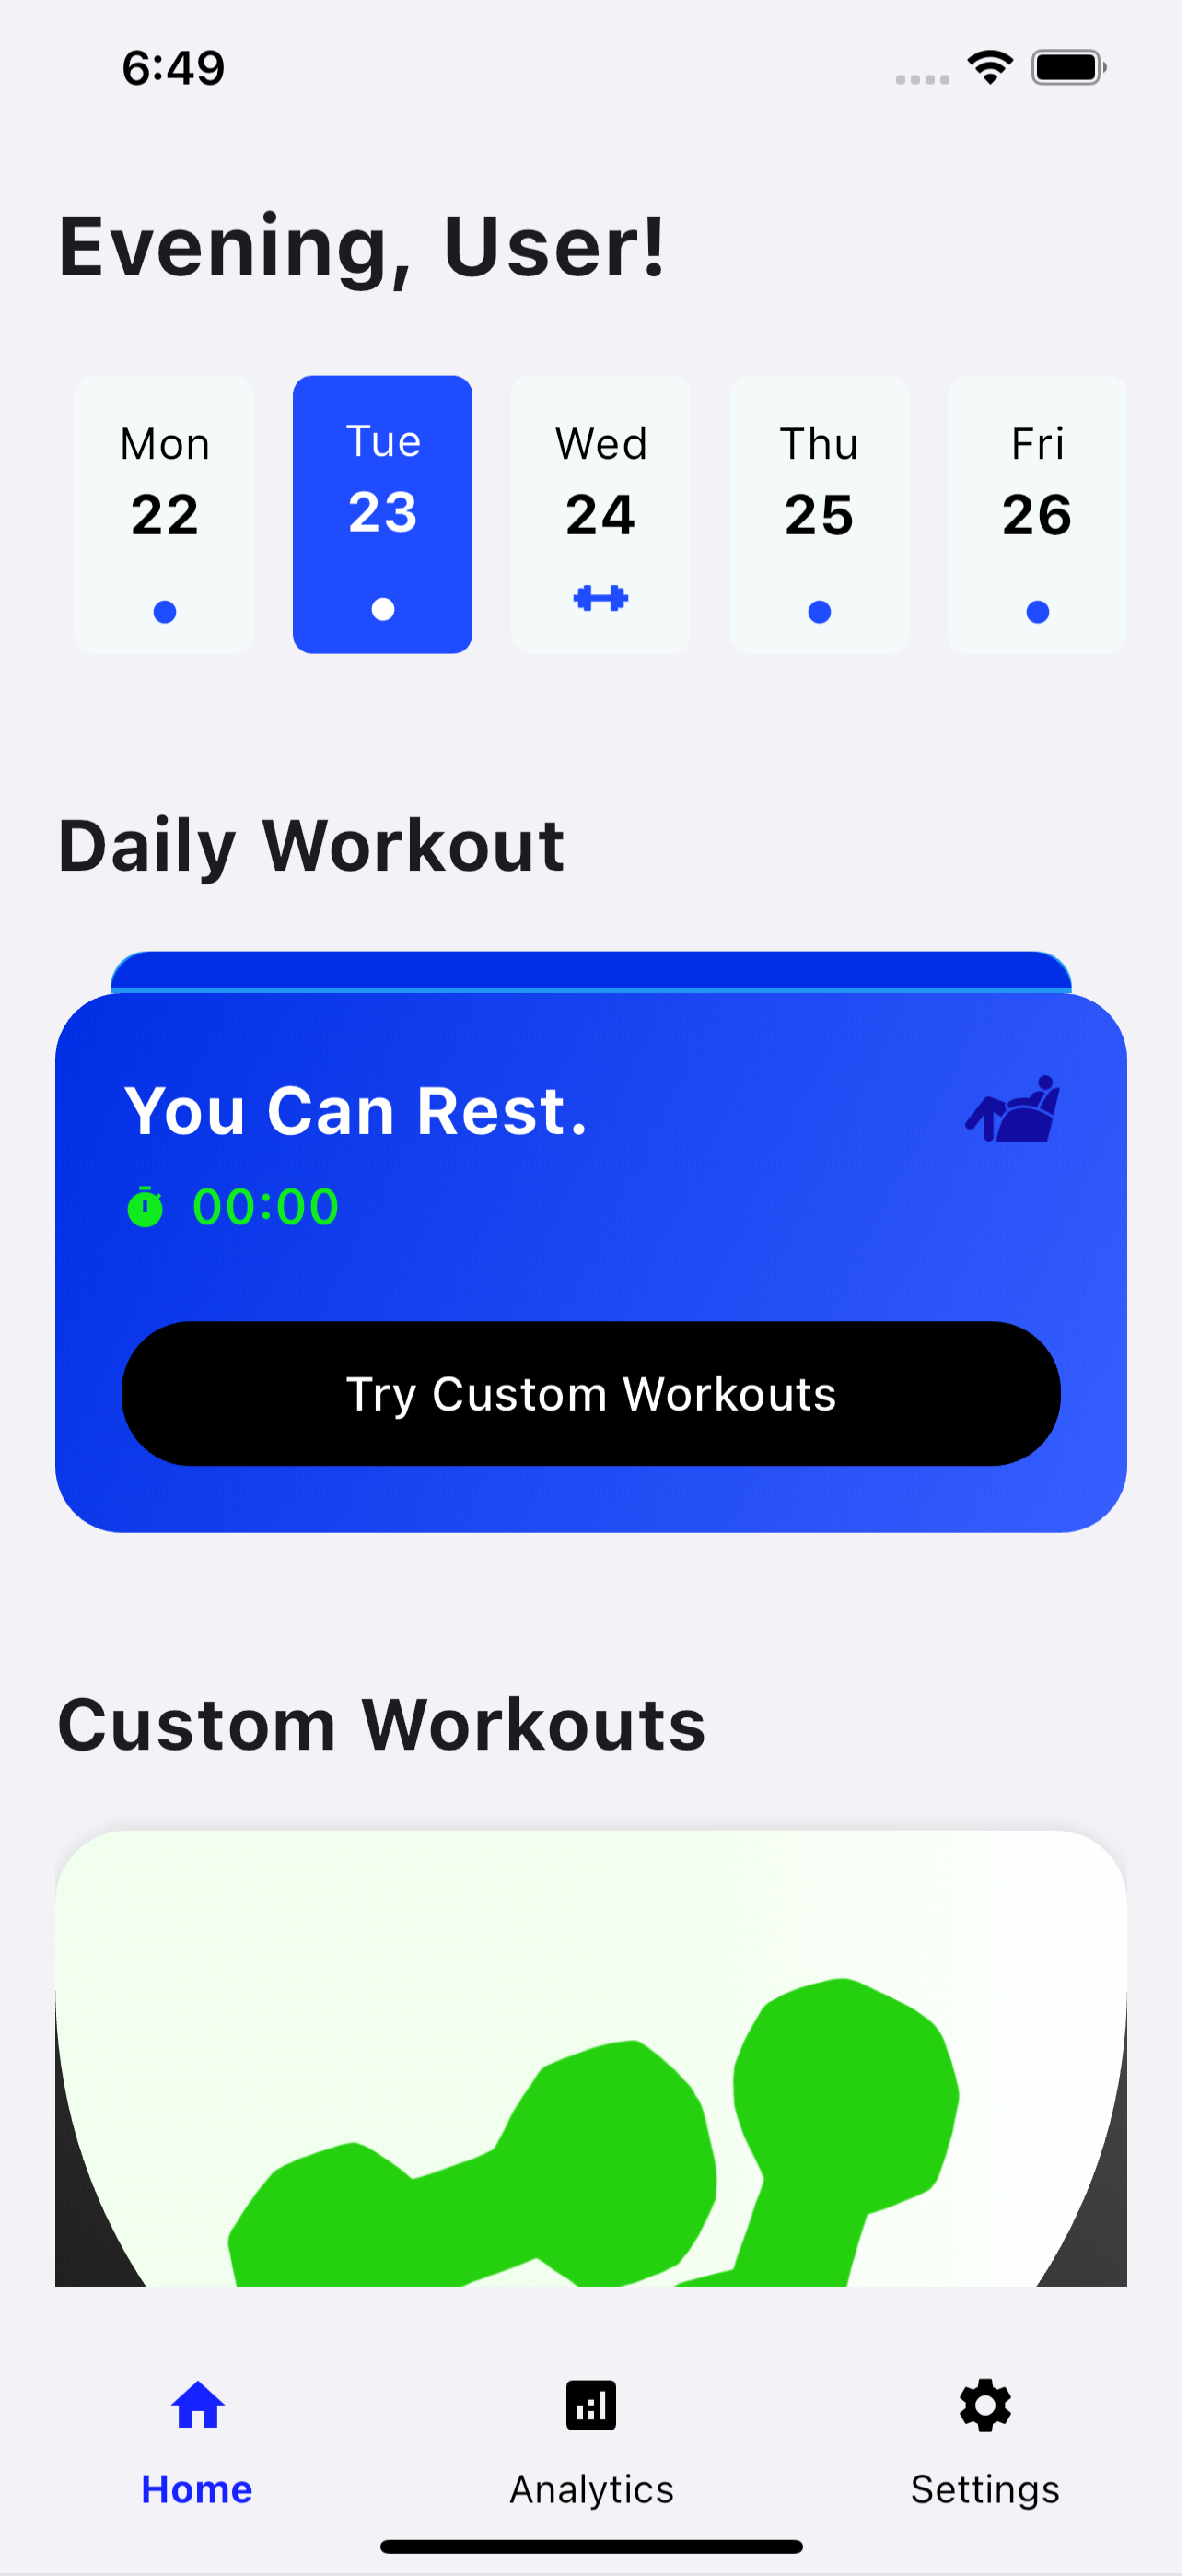 6:49
Evening, User!
Mon Tue Wed Thu Fri
22 23 24 25 26
Daily Workout
You Can Rest.
00:00
Try Custom Workouts
Custom Workouts
Home Analytics Settings